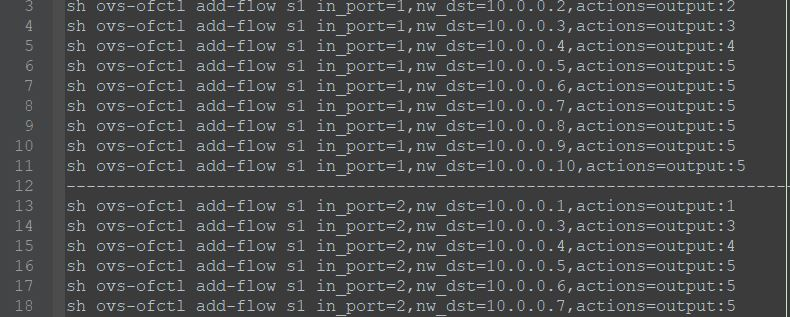 3 sh ovs-ofctl add-flow s1 in_port=1,nw_dst=10.0.0.2,actions=output:2
4 sh ovs-ofctl add-flow s1 in_port=1,nw_dst=10.0.0.3,actions=output:3
5 sh ovs-ofctl add-flow s1 in_port=1,nw_dst=10.0.0.4,actions=output:4
6 sh ovs-ofctl add-flow s1 in_port=1,nw_dst=10.0.0.5,actions=output:5
7 sh ovs-ofctl add-flow s1 in_port=1,nw_dst=10.0.0.6,actions=output:5
8 sh ovs-ofctl add-flow s1 in_port=1,nw_dst=10.0.0.7,actions=output:5
9 sh ovs-ofctl add-flow s1 in_port=1,nw_dst=10.0.0.8,actions=output:5
10 sh ovs-ofctl add-flow s1 in_port=1,nw_dst=10.0.0.9,actions=output:5
11 sh ovs-ofctl add-flow s1 in_port=1,nw_dst=10.0.0.10,actions=output:5
12 -------------------------------------------------------------------------
13 sh ovs-ofctl add-flow s1 in_port=2,nw_dst=10.0.0.1,actions=output:1
14 sh ovs-ofctl add-flow s1 in_port=2,nw_dst=10.0.0.3,actions=output:3
15 sh ovs-ofctl add-flow s1 in_port=2,nw_dst=10.0.0.4,actions=output:4
16 sh ovs-ofctl add-flow s1 in_port=2,nw_dst=10.0.0.5,actions=output:5
17 sh ovs-ofctl add-flow s1 in_port=2,nw_dst=10.0.0.6,actions=output:5
18 sh ovs-ofctl add-flow s1 in_port=2,nw_dst=10.0.0.7,actions=output:5